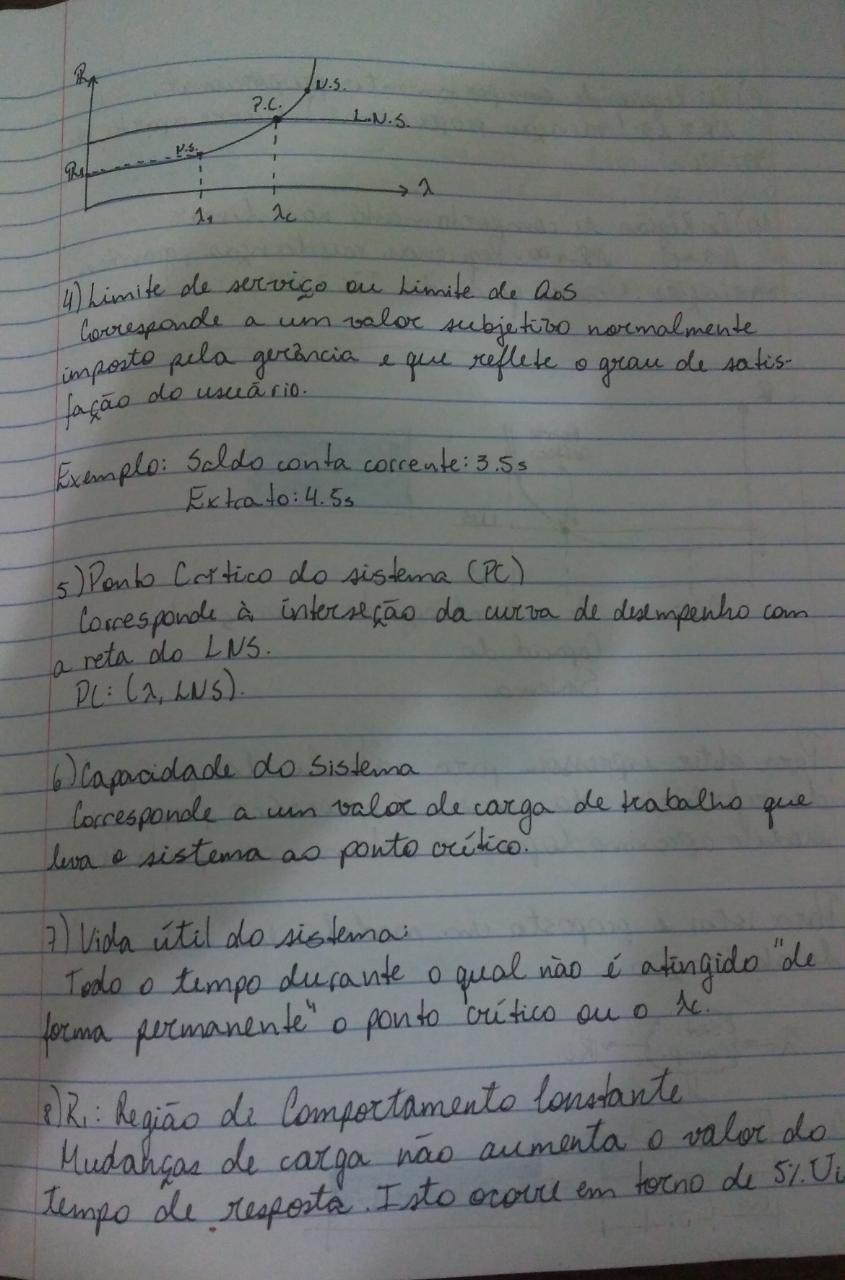 R
N.S.
P.C.
L.N.S.
N.S.
R₁
λ
λ₁
λc
4) Limite de serviço ou Limite de QoS
Corresponde a um valor subjetivo normalmente
imposto pela gerência e que reflete o grau de satis-
fação do usuário.
Exemplo: Saldo conta corrente: 3.5s
Extrato: 4.5s
5) Ponto Crítico do sistema (PC)
Corresponde à interseção da curva de desempenho com
a reta do LNS.
PC: (λ, LNS).
6) Capacidade do Sistema
Corresponde a um valor de carga de trabalho que
leva o sistema ao ponto crítico.
7) Vida útil do sistema:
Todo o tempo durante o qual não é atingido "de
forma permanente" o ponto crítico ou o λc.
8) R₁: Região de Comportamento Constante
Mudanças de carga não aumenta o valor do
tempo de resposta. Isto ocorre em torno de 5% Ui